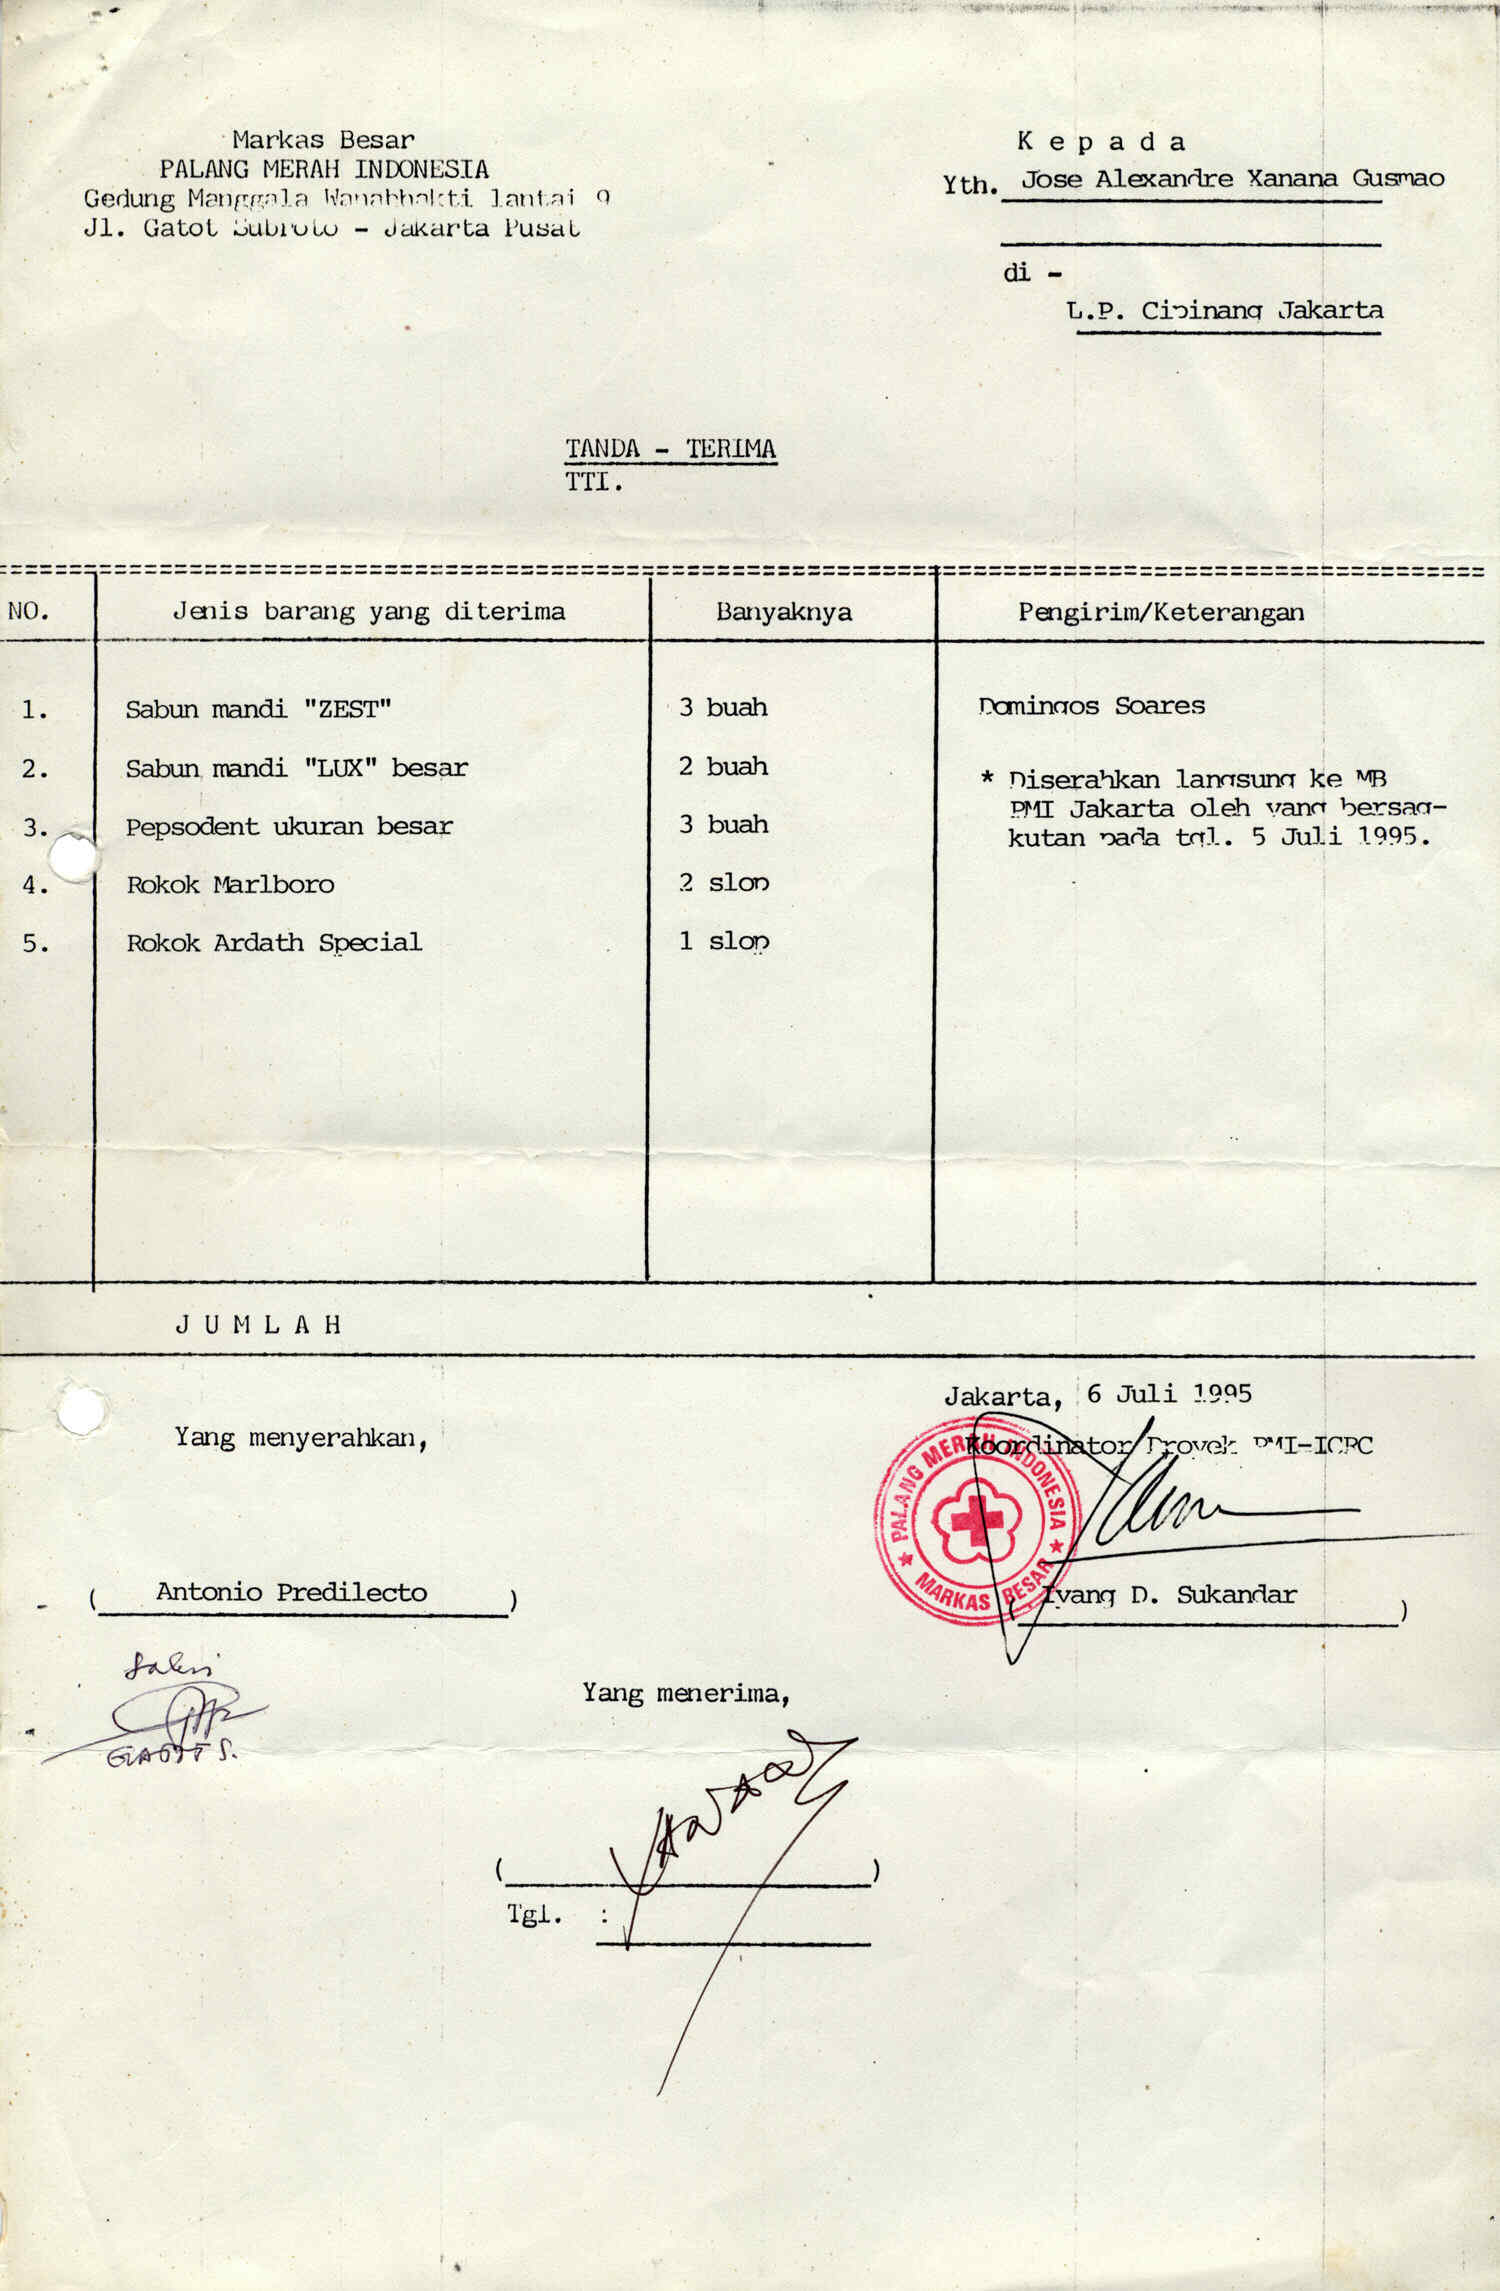 Markas Besar
PALANG MERAH INDONESIA
Gedung Manggala Wanabhakti lantai 9
Jl. Gatot Subroto - Jakarta Pusat
K e p a d a
Yth. Jose Alexandre Xanana Gusmao
di -
L.P. Cipinang Jakarta
TANDA - TERIMA
TTI.
NO. Jenis barang yang diterima Banyaknya Pengirim/Keterangan
1. Sabun mandi "ZEST" 3 buah Domingos Soares
2. Sabun mandi "LUX" besar 2 buah
* Diserahkan langsung ke MB
PMI Jakarta oleh yang bersag-
kutan pada tgl. 5 Juli 1995.
3. Pepsodent ukuran besar 3 buah
4. Rokok Marlboro 2 slop
5. Rokok Ardath Special 1 slop
J U M L A H
Jakarta, 6 Juli 1995
Yang menyerahkan, Koordinator Proyek PMI-ICRC
PALANG MERAH INDONESIA
MARKAS BESAR
( Antonio Predilecto ) ( Iyang D. Sukandar )
Saksi
Yang menerima,
( )
Tgl. :